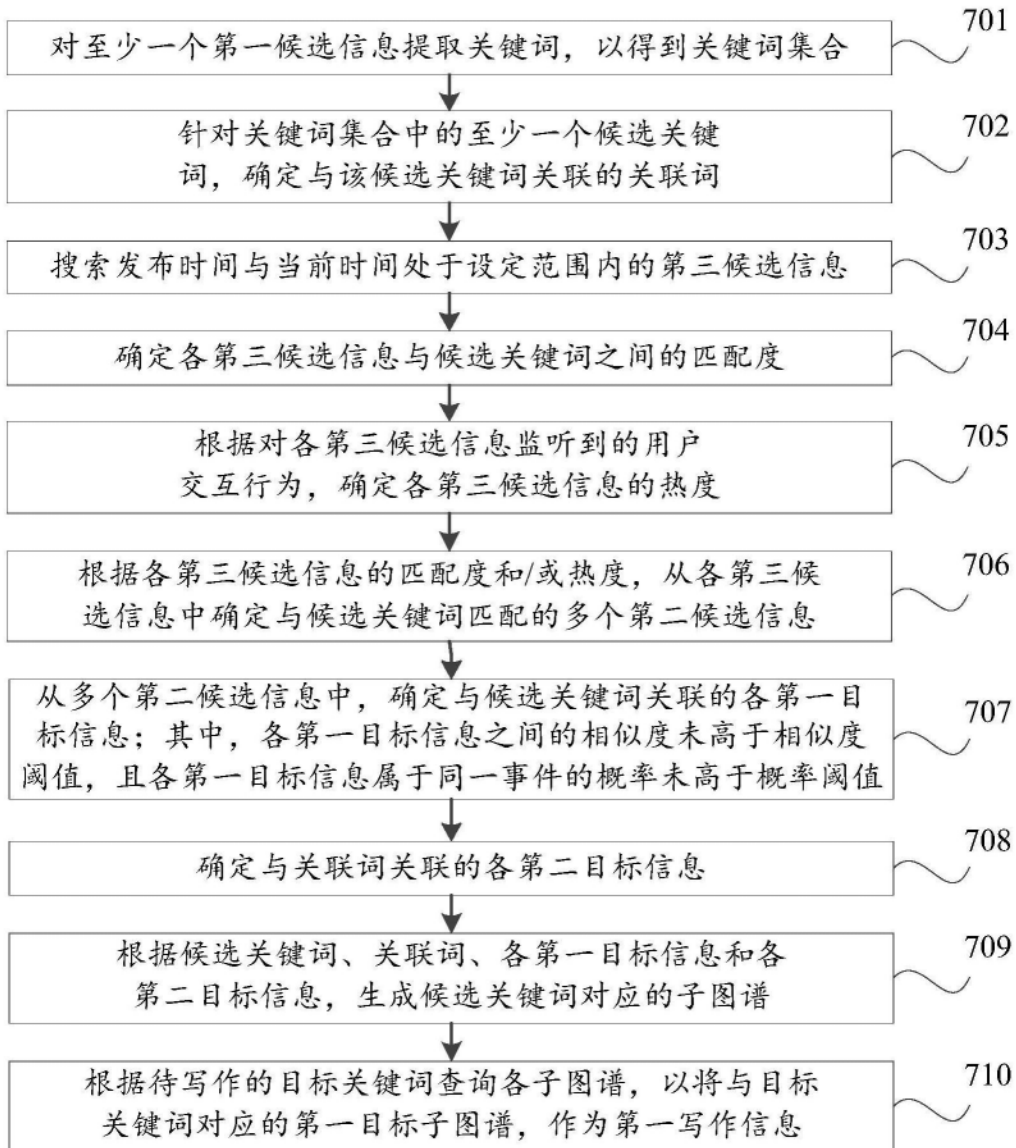 701
对至少一个第一候选信息提取关键词，以得到关键词集合
702
针对关键词集合中的至少一个候选关键
词，确定与该候选关键词关联的关联词
703
搜索发布时间与当前时间处于设定范围内的第三候选信息
704
确定各第三候选信息与候选关键词之间的匹配度
705
根据对各第三候选信息监听到的用户
交互行为，确定各第三候选信息的热度
706
根据各第三候选信息的匹配度和/或热度，从各第三候
选信息中确定与候选关键词匹配的多个第二候选信息
707
从多个第二候选信息中，确定与候选关键词关联的各第一目
标信息；其中，各第一目标信息之间的相似度未高于相似度
阈值，且各第一目标信息属于同一事件的概率未高于概率阈值
708
确定与关联词关联的各第二目标信息
709
根据候选关键词、关联词、各第一目标信息和各
第二目标信息，生成候选关键词对应的子图谱
710
根据待写作的目标关键词查询各子图谱，以将与目标
关键词对应的第一目标子图谱，作为第一写作信息